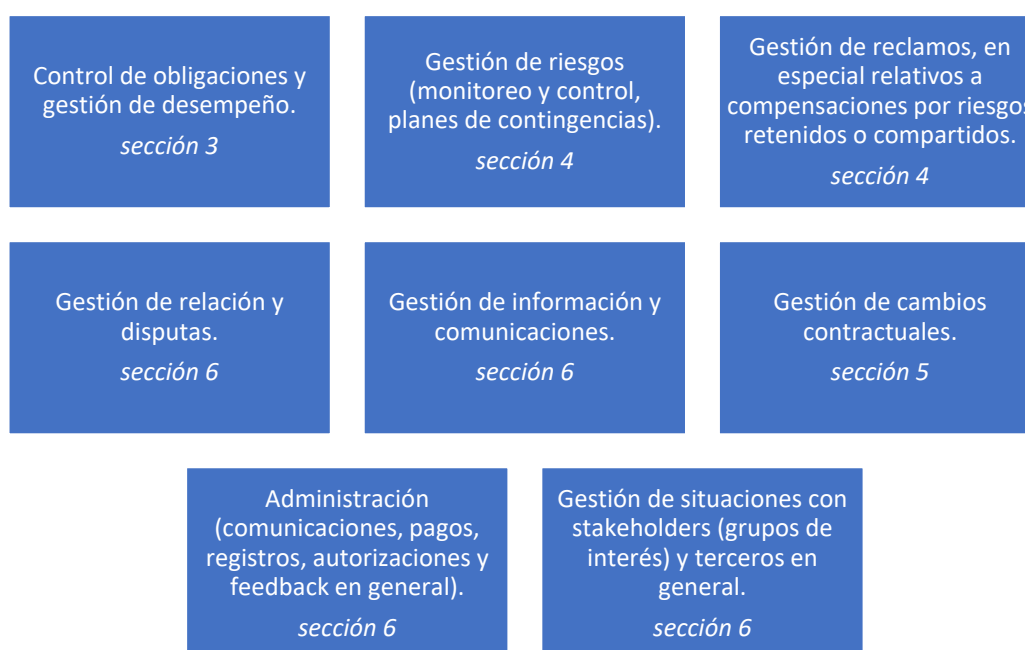 Control de obligaciones y
gestión de desempeño.
sección 3
Gestión de riesgos
(monitoreo y control,
planes de contingencias).
sección 4
Gestión de reclamos, en
especial relativos a
compensaciones por riesgos
retenidos o compartidos.
sección 4
Gestión de relación y
disputas.
sección 6
Gestión de información y
comunicaciones.
sección 6
Gestión de cambios
contractuales.
sección 5
Administración
(comunicaciones, pagos,
registros, autorizaciones y
feedback en general).
sección 6
Gestión de situaciones con
stakeholders (grupos de
interés) y terceros en
general.
sección 6